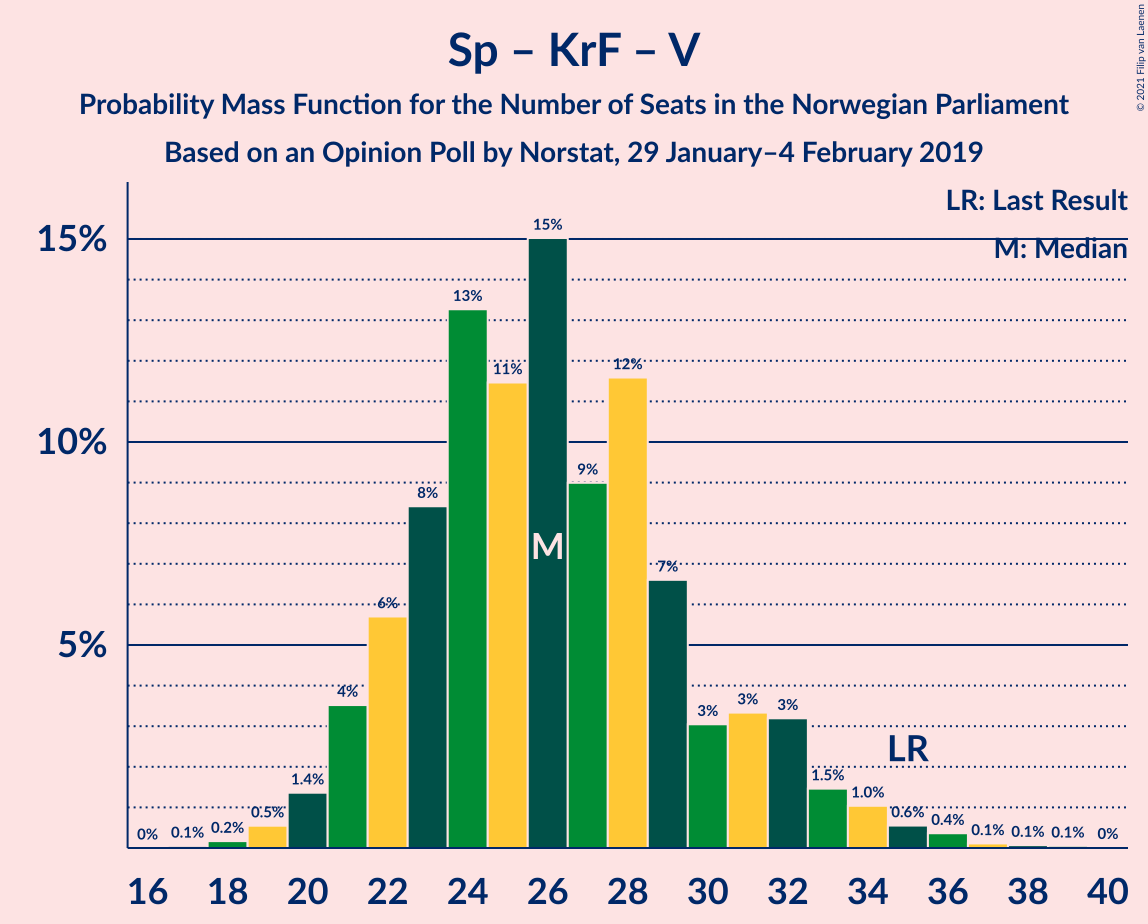 Sp – KrF – V
Probability Mass Function for the Number of Seats in the Norwegian Parliament
Based on an Opinion Poll by Norstat, 29 January–4 February 2019
© 2021 Filip van Laenen
LR: Last Result
M: Median
15%
10%
5%
0% 0.1% 0.2% 0.5% 1.4% 4% 6% 8% 13% 11% 15% 9% 12% 7% 3% 3% 3% 1.5% 1.0% 0.6% 0.4% 0.1% 0.1% 0.1% 0%
M
LR
16 18 20 22 24 26 28 30 32 34 36 38 40